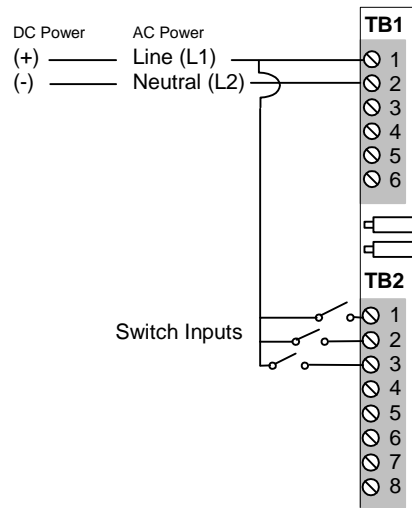 TB1
DC Power AC Power
(+) Line (L1) 1
(-) Neutral (L2) 2
3
4
5
6
TB2
1
Switch Inputs 2
3
4
5
6
7
8